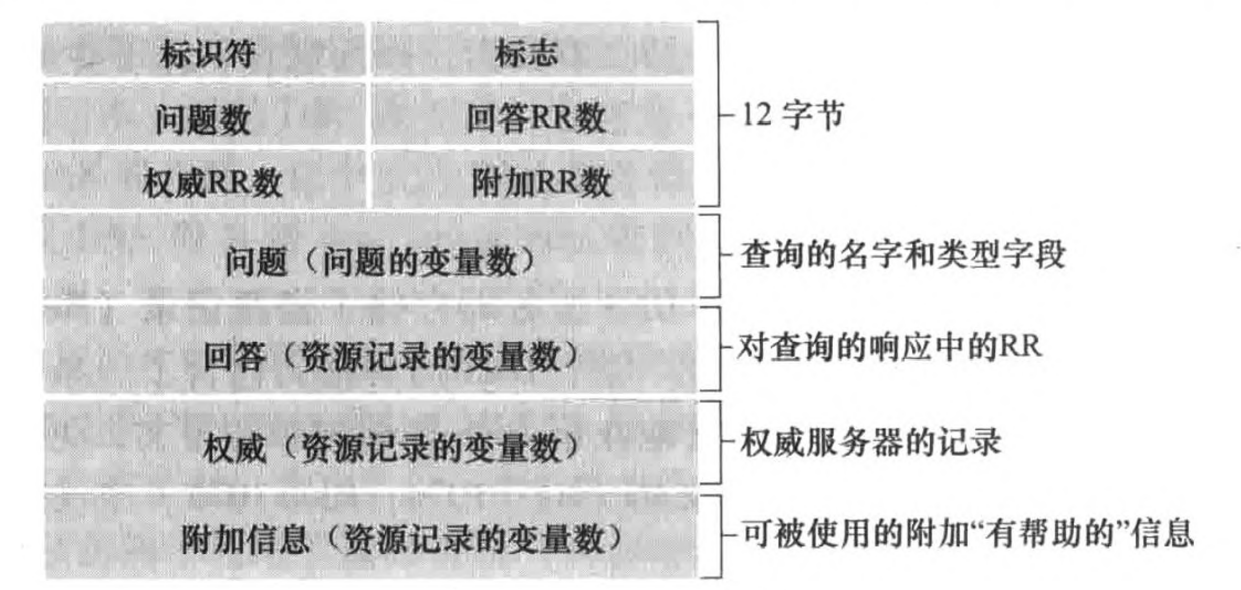 标识符 标志
问题数 回答RR数 12 字节
权威RR数 附加RR数
问题（问题的变量数） 查询的名字和类型字段
回答（资源记录的变量数） 对查询的响应中的RR
权威（资源记录的变量数） 权威服务器的记录
附加信息（资源记录的变量数） 可被使用的附加“有帮助的”信息